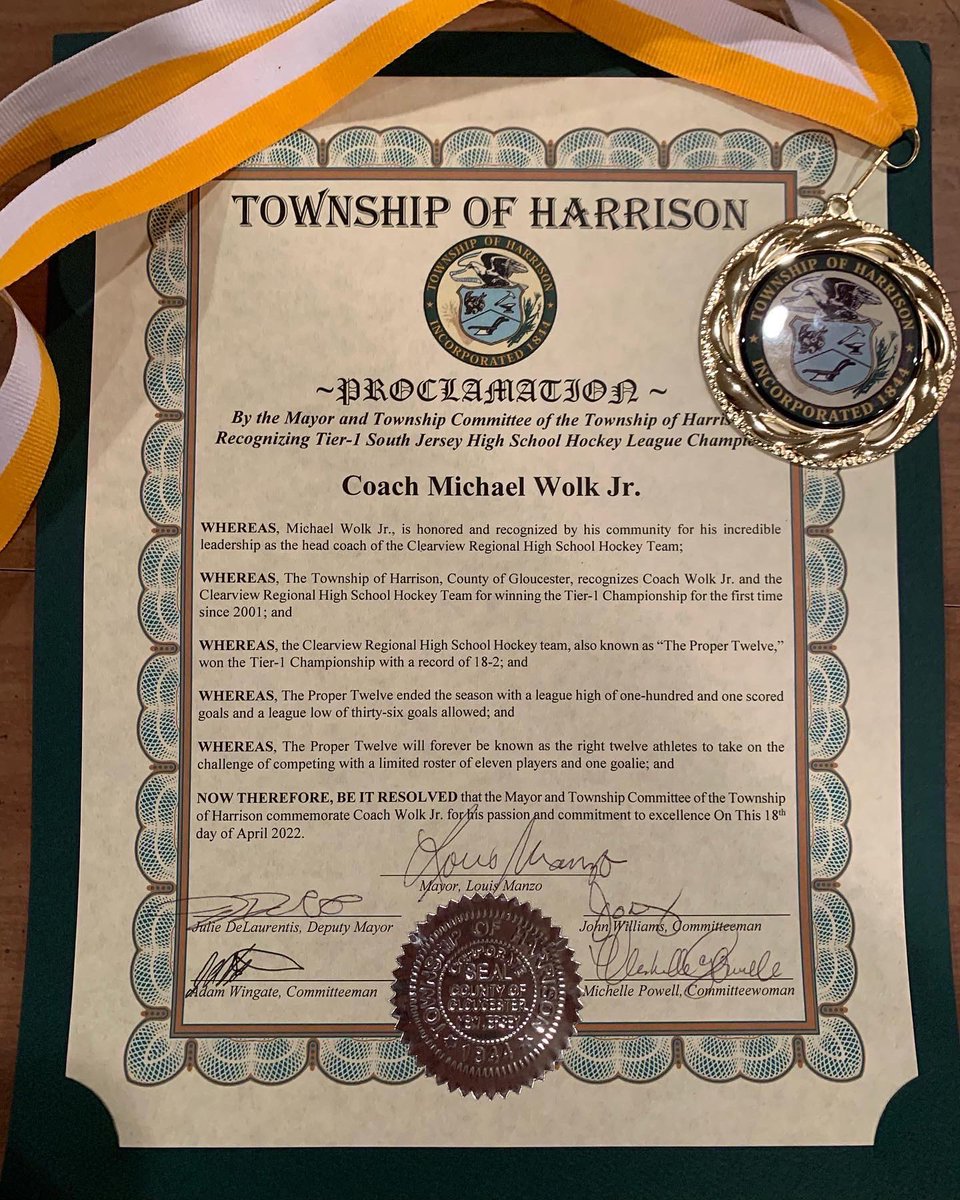 TOWNSHIP OF HARRISON
TOWNSHIP OF HARRISON
INCORPORATED 1844
TOWNSHIP OF HARRISON
INCORPORATED 1844
~PROCLAMATION~
By the Mayor and Township Committee of the Township of
Recognizing Tier-1 South Jersey High School Hockey League
Coach Michael Wolk Jr.
WHEREAS, Michael Wolk Jr., is honored and recognized by his community for his incredible
leadership as the head coach of the Clearview Regional High School Hockey Team;
WHEREAS, The Township of Harrison, County of Gloucester, recognizes Coach Wolk Jr. and the
Clearview Regional High School Hockey Team for winning the Tier-1 Championship for the first time
since 2001; and
WHEREAS, the Clearview Regional High School Hockey team, also known as “The Proper Twelve,”
won the Tier-1 Championship with a record of 18-2; and
WHEREAS, The Proper Twelve ended the season with a league high of one-hundred and one scored
goals and a league low of thirty-six goals allowed; and
WHEREAS, The Proper Twelve will forever be known as the right twelve athletes to take on the
challenge of competing with a limited roster of eleven players and one goalie; and
NOW THEREFORE, BE IT RESOLVED that the Mayor and Township Committee of the Township
of Harrison commemorate Coach Wolk Jr. for his passion and commitment to excellence On This 18th
day of April 2022.
Louis Manzo
Mayor, Louis Manzo
Julie DeLaurentis, Deputy Mayor
John Williams, Committeeman
Adam Wingate, Committeeman
Michelle Powell
Michelle Powell, Committeewoman
TOWNSHIP OF HARRISON
SEAL
COUNTY OF
GLOUCESTER
NEW JERSEY
1844